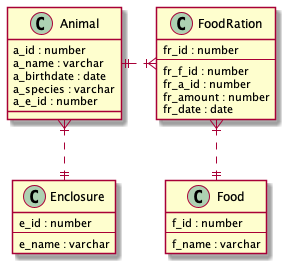 C Animal
a_id : number
a_name : varchar
a_birthdate : date
a_species : varchar
a_e_id : number
C FoodRation
fr_id : number
fr_f_id : number
fr_a_id : number
fr_amount : number
fr_date : date
C Enclosure
e_id : number
e_name : varchar
C Food
f_id : number
f_name : varchar